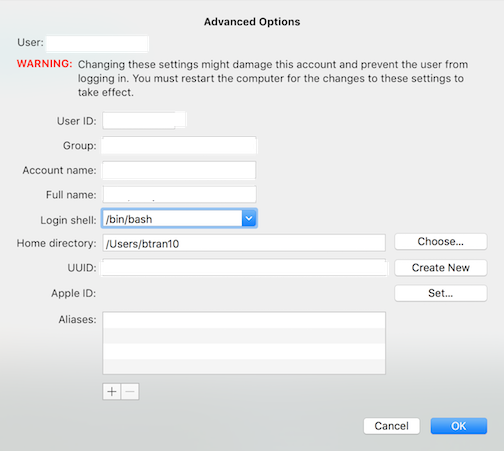 Advanced Options
User:
WARNING: Changing these settings might damage this account and prevent the user from
logging in. You must restart the computer for the changes to these settings to
take effect.
User ID:
Group:
Account name:
Full name:
Login shell: /bin/bash
Home directory: /Users/btran10 Choose...
UUID: Create New
Apple ID: Set...
Aliases:
+ −
Cancel OK